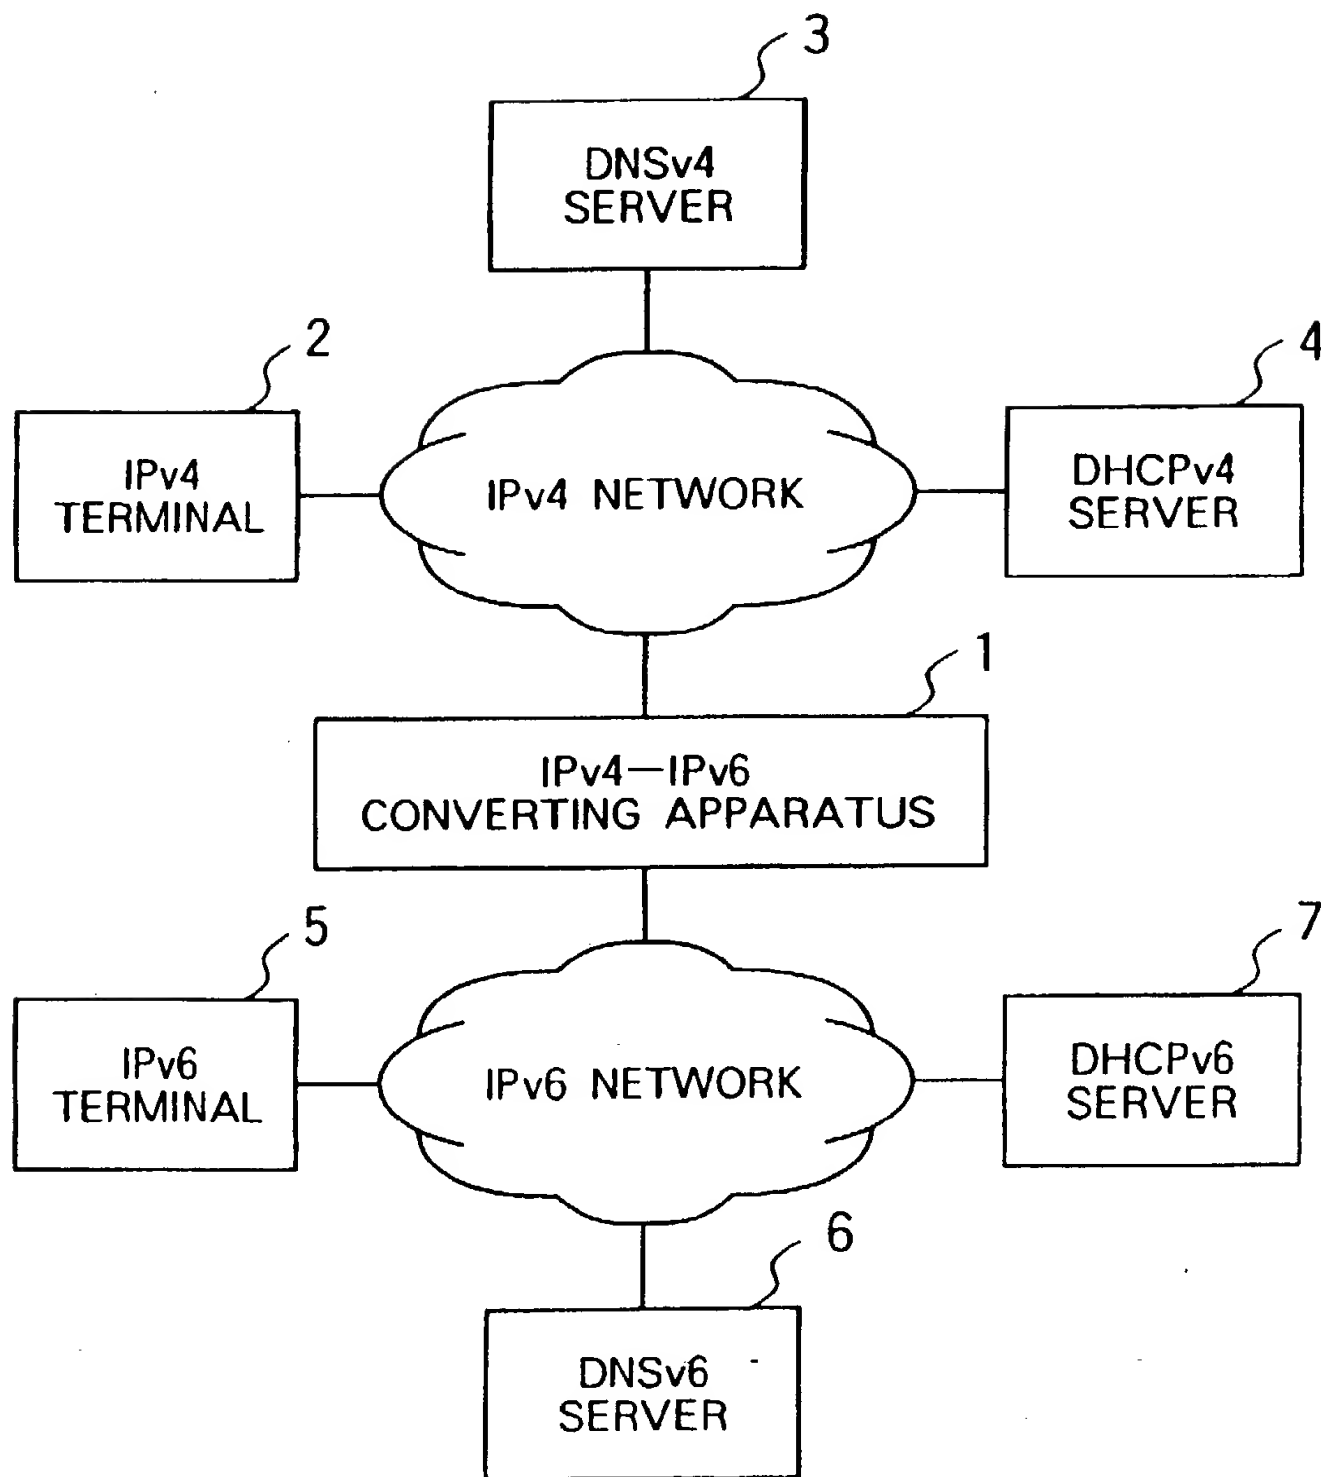 3
DNSv4
SERVER
2
4
IPv4
TERMINAL
IPv4 NETWORK
DHCPv4
SERVER
1
IPv4—IPv6
CONVERTING APPARATUS
5
7
IPv6
TERMINAL
IPv6 NETWORK
DHCPv6
SERVER
6
DNSv6
SERVER